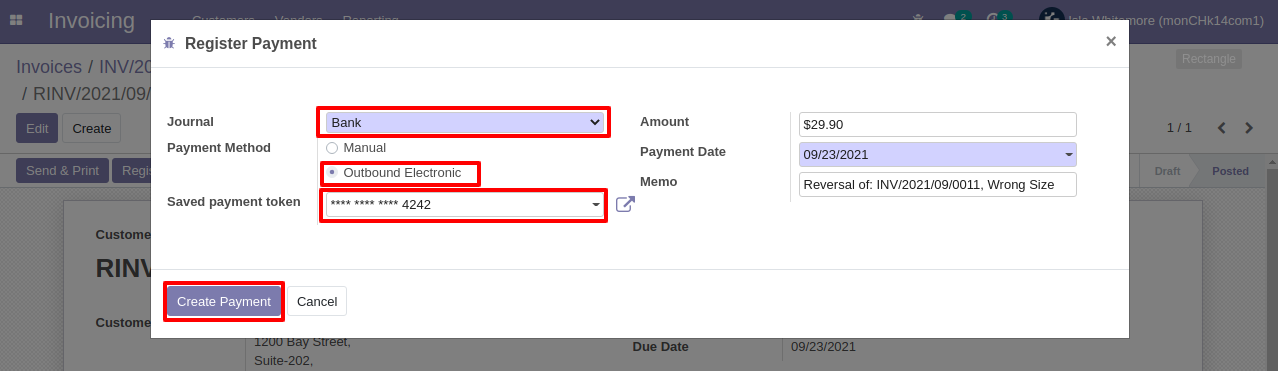 Invoicing Customers Vendors Reporting 2 3 Isla Whitemore (monCHk14com1)
Register Payment ×
Invoices / INV/20
/ RINV/2021/09/
Rectangle
Edit Create
1 / 1
Send & Print Regis
Draft Posted
Journal Bank
Payment Method Manual
Outbound Electronic
Saved payment token **** **** **** 4242
Amount $29.90
Payment Date 09/23/2021
Memo Reversal of: INV/2021/09/0011, Wrong Size
Create Payment Cancel
Custome
RINV
Custome
1200 Bay Street,
Suite-202,
Due Date 09/23/2021